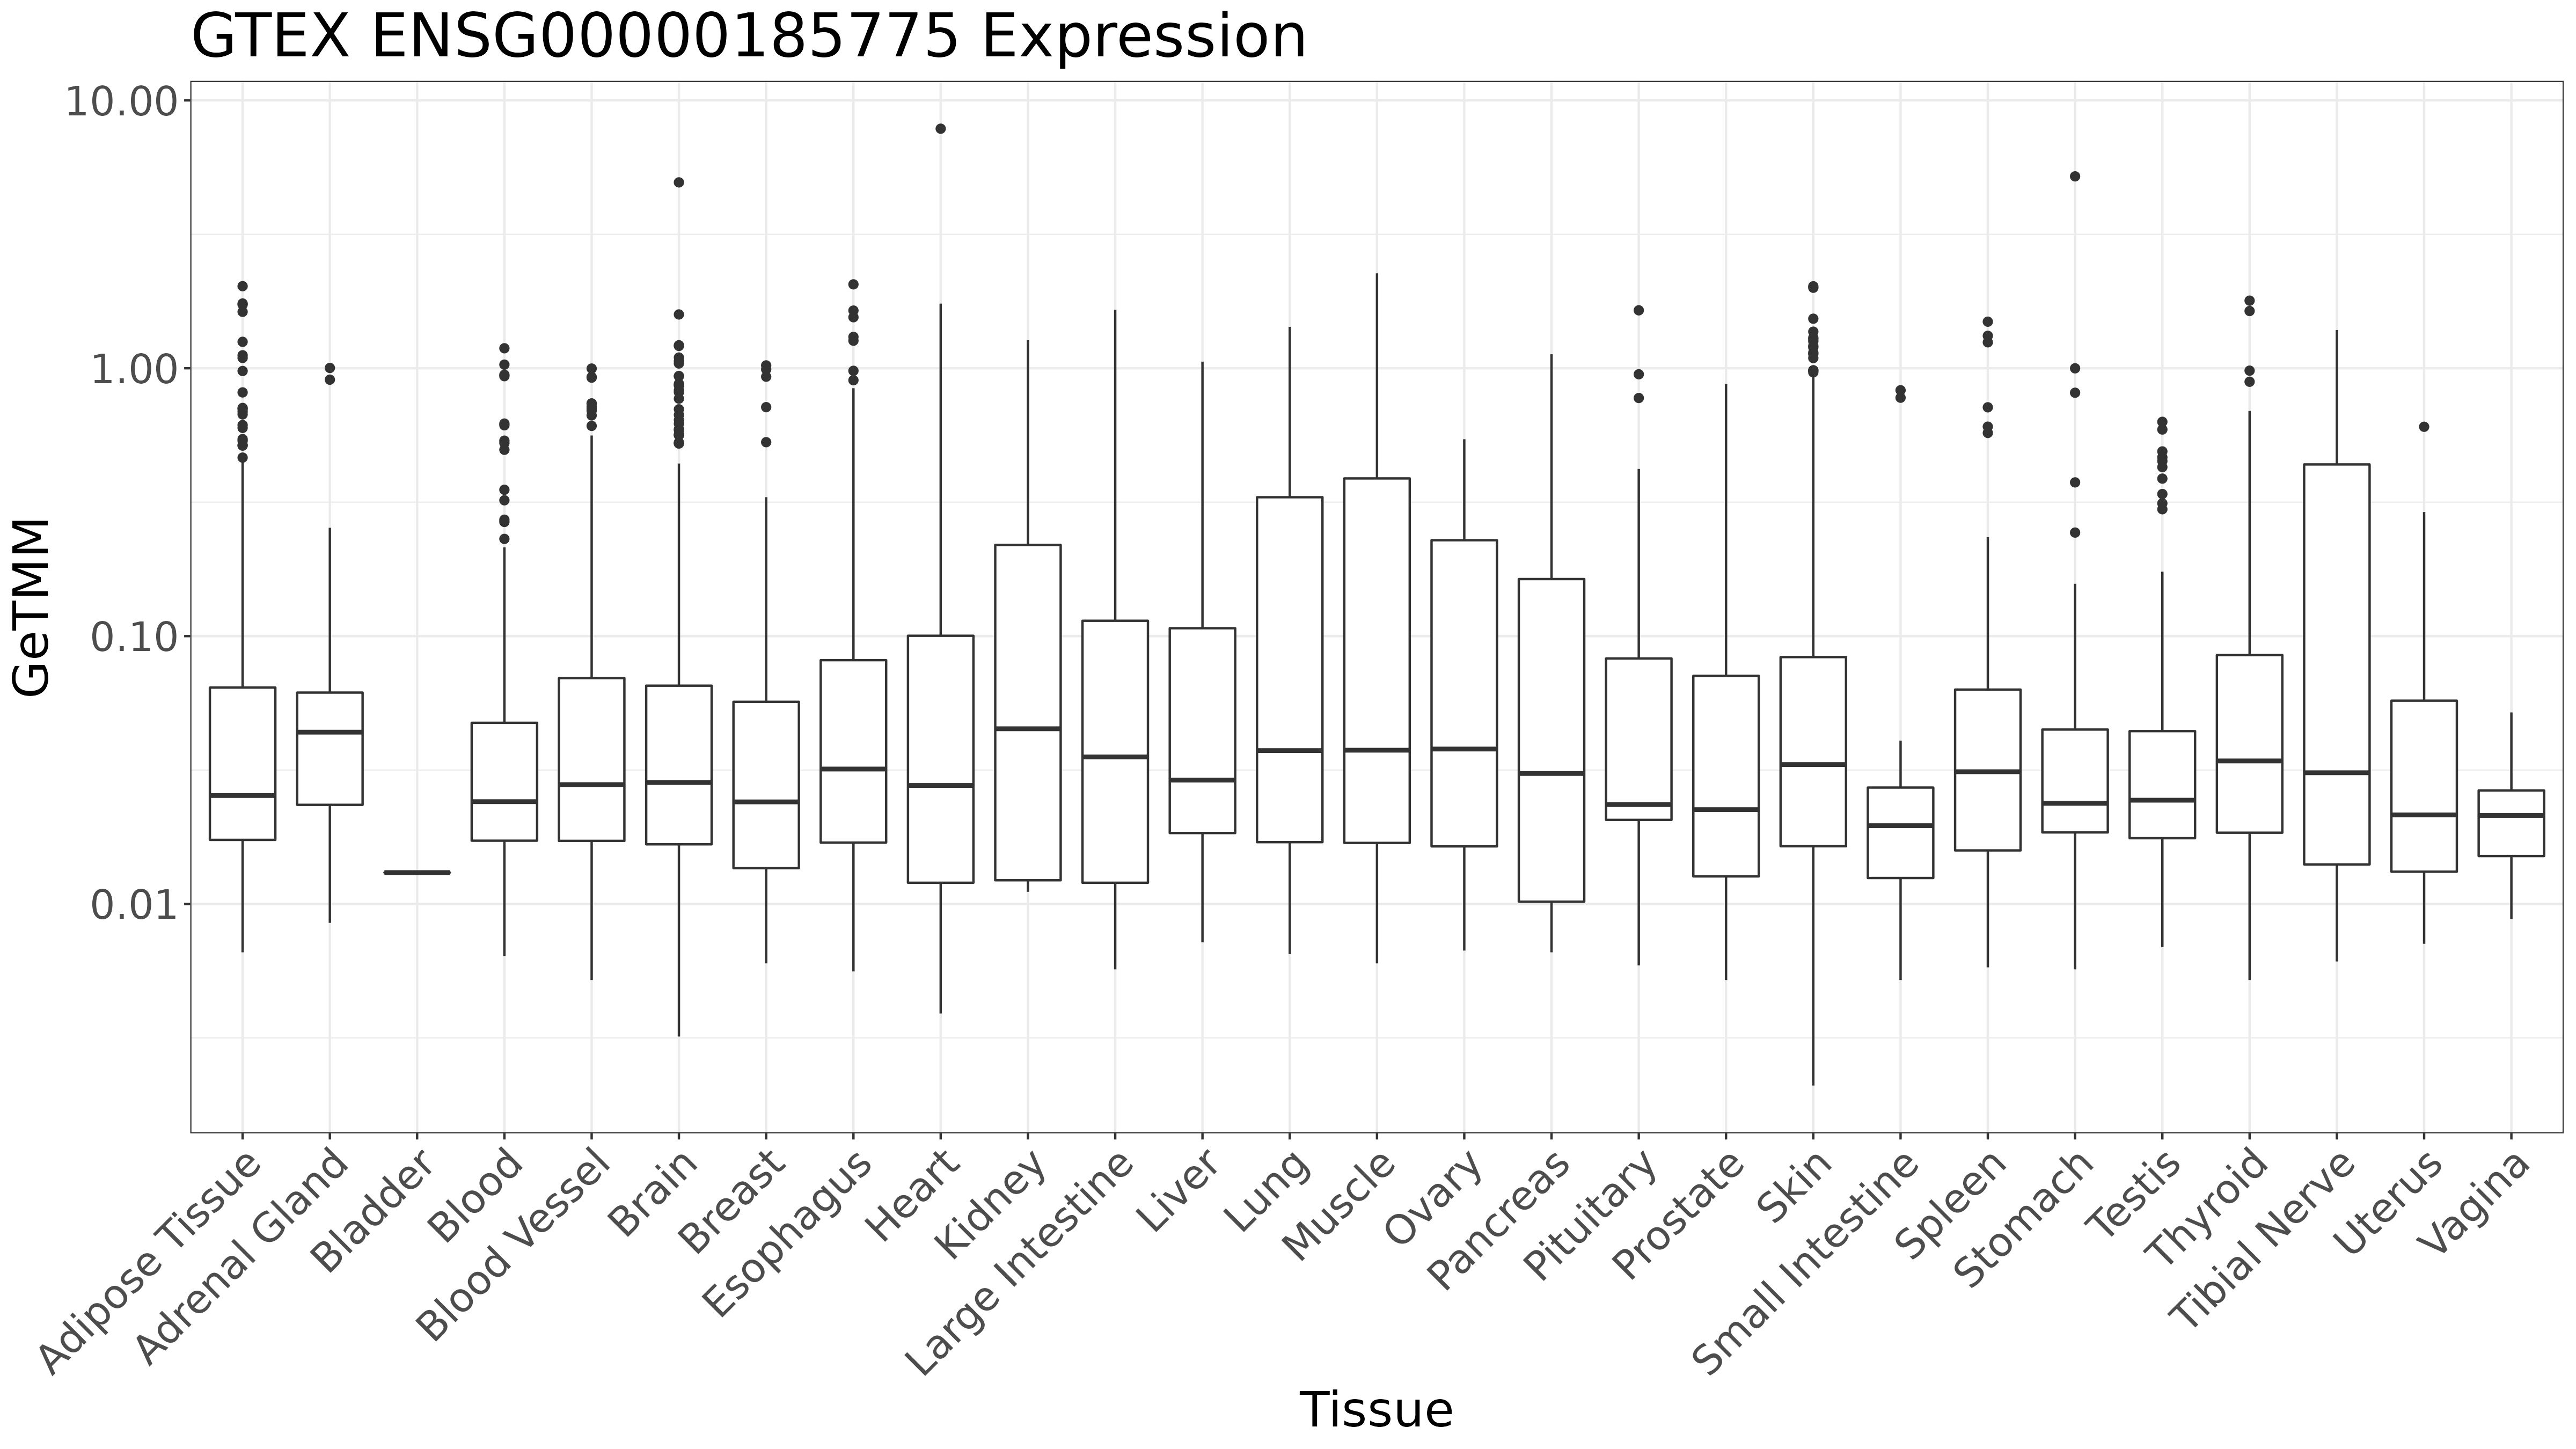 GTEX ENSG00000185775 Expression
10.00
1.00
0.10
0.01
GeTMM
Adipose Tissue
Adrenal Gland
Bladder
Blood
Blood Vessel
Brain
Breast
Esophagus
Heart
Kidney
Large Intestine
Liver
Lung
Muscle
Ovary
Pancreas
Pituitary
Prostate
Skin
Small Intestine
Spleen
Stomach
Testis
Thyroid
Tibial Nerve
Uterus
Vagina
Tissue